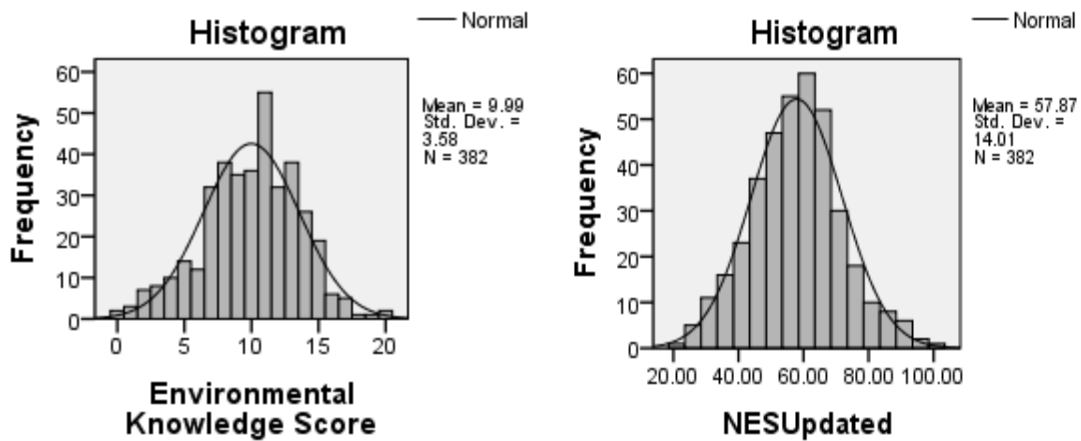 Histogram
Normal
60
50
40
30
20
10
0
Frequency
0 5 10 15 20
Environmental
Knowledge Score
Mean = 9.99
Std. Dev. =
3.58
N = 382
Histogram
Normal
60
50
40
30
20
10
0
Frequency
20.00 40.00 60.00 80.00 100.00
NESUpdated
Mean = 57.87
Std. Dev. =
14.01
N = 382